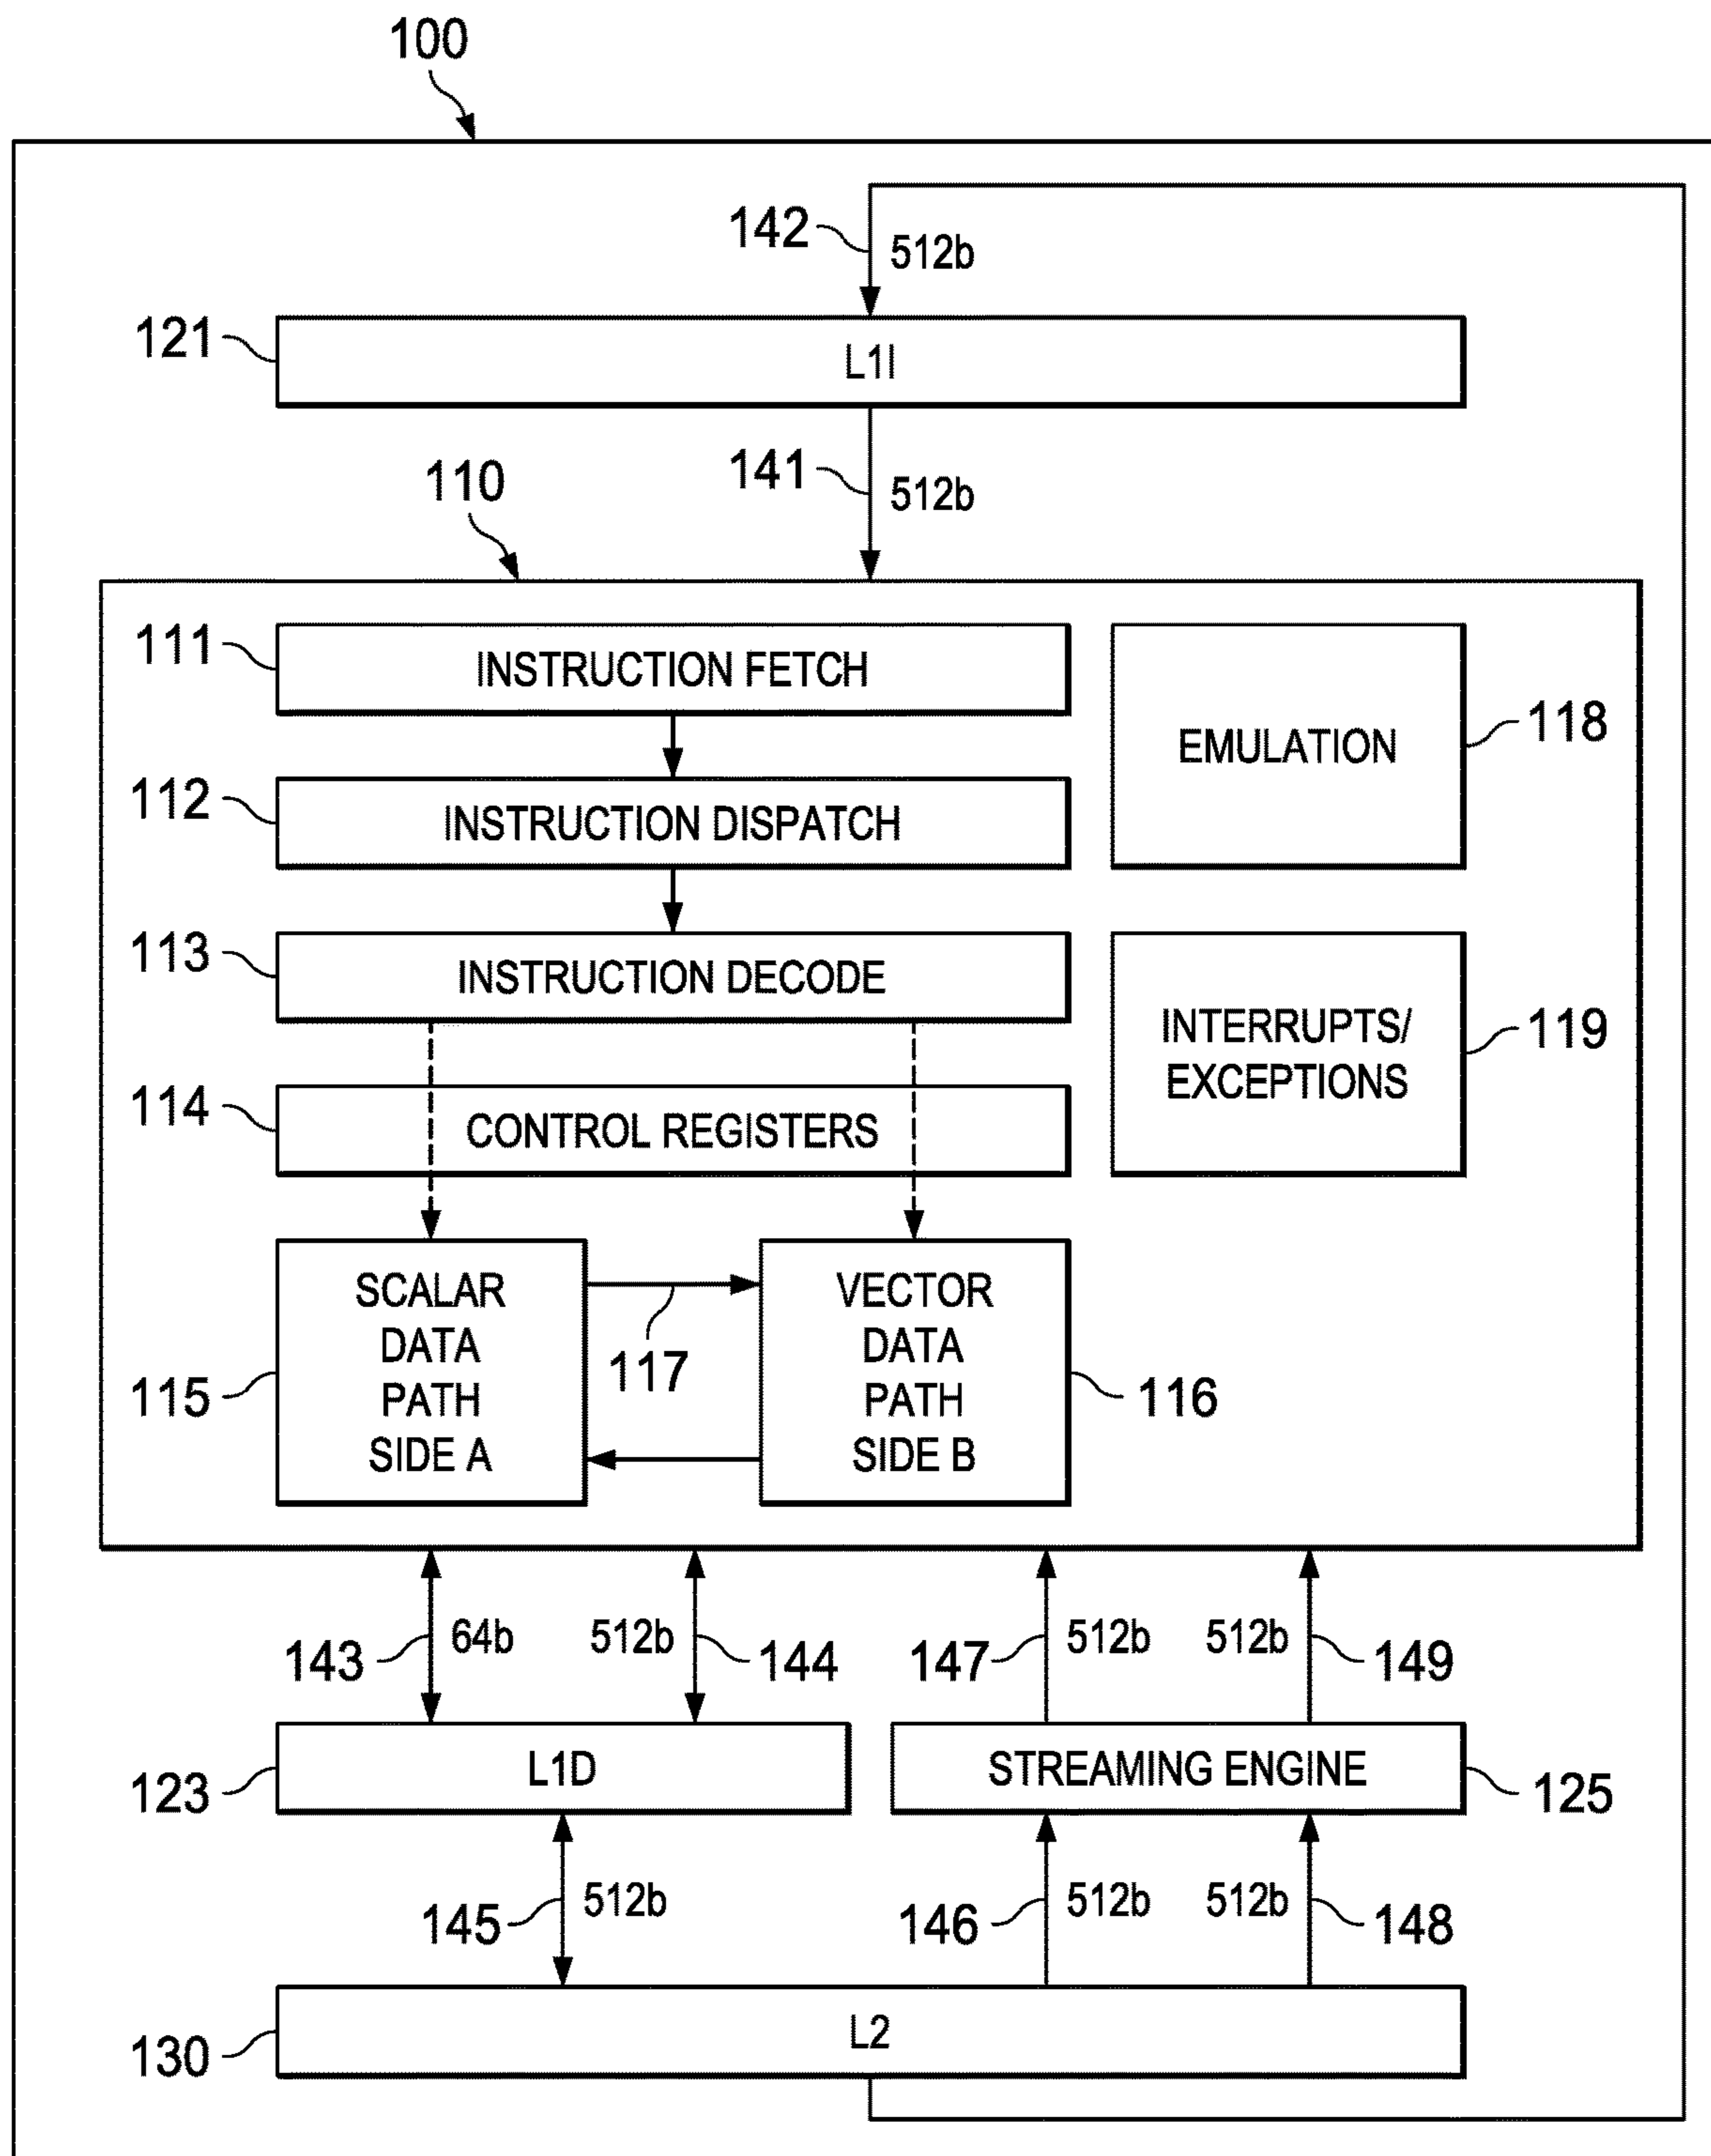 100
142
512b
121
L1I
141
512b
110
111
INSTRUCTION FETCH
EMULATION
118
112
INSTRUCTION DISPATCH
113
INSTRUCTION DECODE
INTERRUPTS/
EXCEPTIONS
119
114
CONTROL REGISTERS
SCALAR
DATA
PATH
SIDE A
115
117
VECTOR
DATA
PATH
SIDE B
116
143
64b
512b
144
147
512b
512b
149
123
L1D
STREAMING ENGINE
125
145
512b
146
512b
512b
148
130
L2